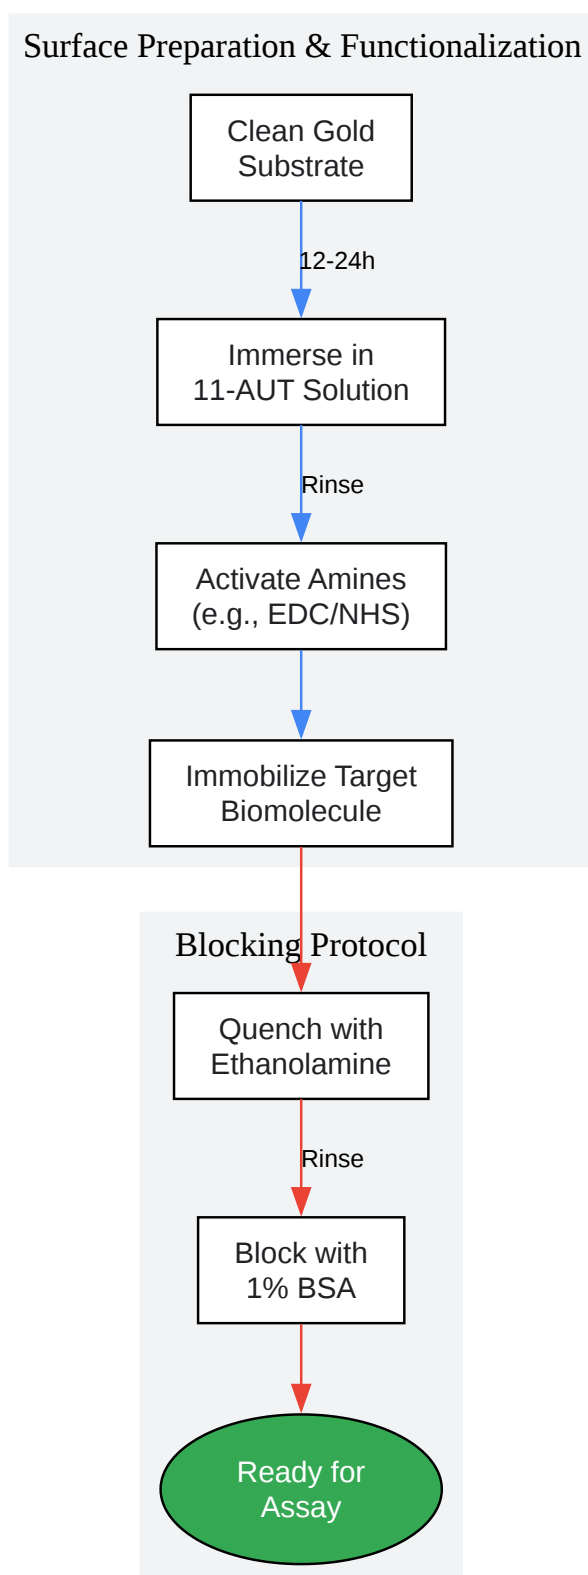 Surface Preparation & Functionalization
Clean Gold
Substrate
12-24h
Immerse in
11-AUT Solution
Rinse
Activate Amines
(e.g., EDC/NHS)
Immobilize Target
Biomolecule
Blocking Protocol
Quench with
Ethanolamine
Rinse
Block with
1% BSA
Ready for
Assay